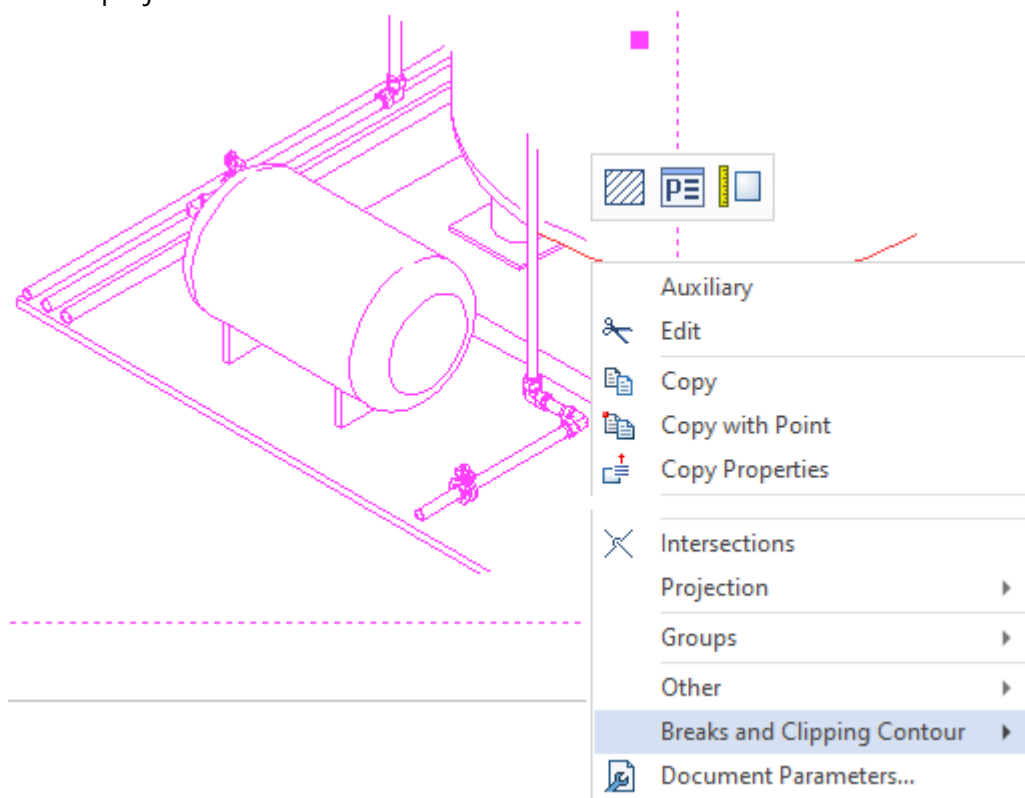 Auxiliary
Edit
Copy
Copy with Point
Copy Properties
Intersections
Projection
Groups
Other
Breaks and Clipping Contour
Document Parameters...